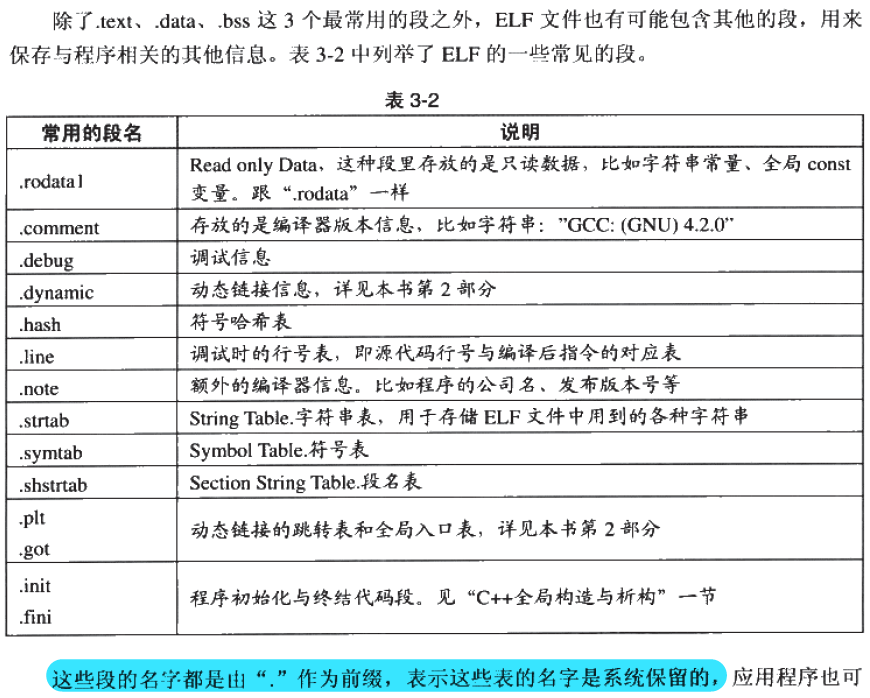 除了.text、.data、.bss 这 3 个最常用的段之外，ELF 文件也有可能包含其他的段，用来
保存与程序相关的其他信息。表 3-2 中列举了 ELF 的一些常见的段。
表 3-2
常用的段名 说明
.rodata1 Read only Data，这种段里存放的是只读数据，比如字符串常量、全局 const
变量。跟“.rodata”一样
.comment 存放的是编译器版本信息，比如字符串：”GCC: (GNU) 4.2.0”
.debug 调试信息
.dynamic 动态链接信息，详见本书第 2 部分
.hash 符号哈希表
.line 调试时的行号表，即源代码行号与编译后指令的对应表
.note 额外的编译器信息。比如程序的公司名、发布版本号等
.strtab String Table.字符串表，用于存储 ELF 文件中用到的各种字符串
.symtab Symbol Table.符号表
.shstrtab Section String Table.段名表
.plt
.got
动态链接的跳转表和全局入口表，详见本书第 2 部分
.init
.fini
程序初始化与终结代码段。见“C++全局构造与析构”一节
这些段的名字都是由“.”作为前缀，表示这些表的名字是系统保留的，应用程序也可